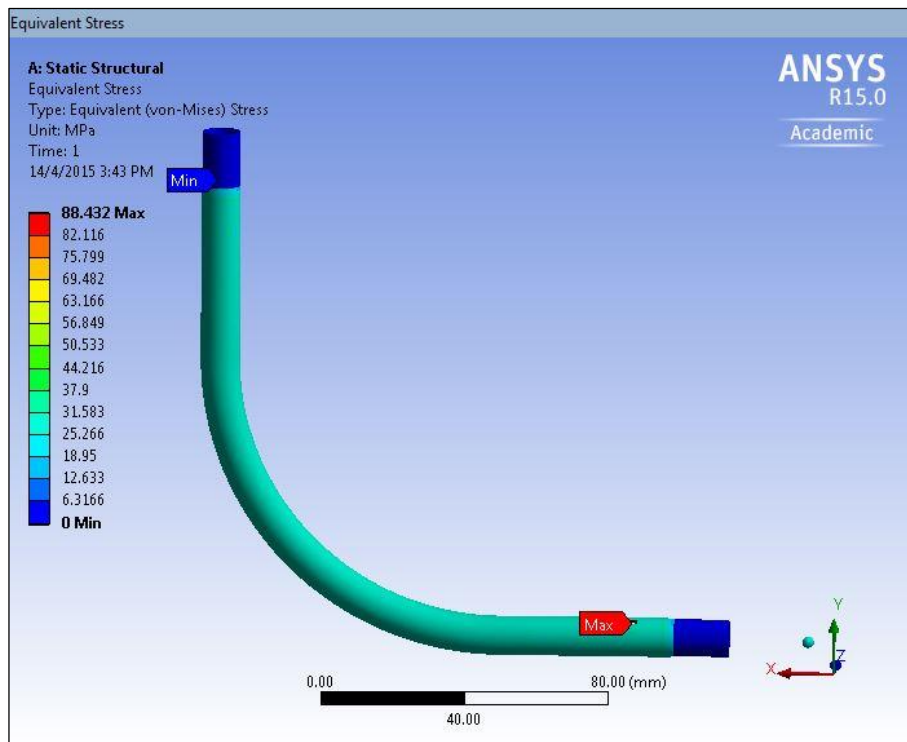 Equivalent Stress
A: Static Structural
Equivalent Stress
Type: Equivalent (von-Mises) Stress
Unit: MPa
Time: 1
14/4/2015 3:43 PM
ANSYS
R15.0
Academic
Min
88.432 Max
82.116
75.799
69.482
63.166
56.849
50.533
44.216
37.9
31.583
25.266
18.95
12.633
6.3166
0 Min
Max
Y
X
Z
0.00
80.00 (mm)
40.00